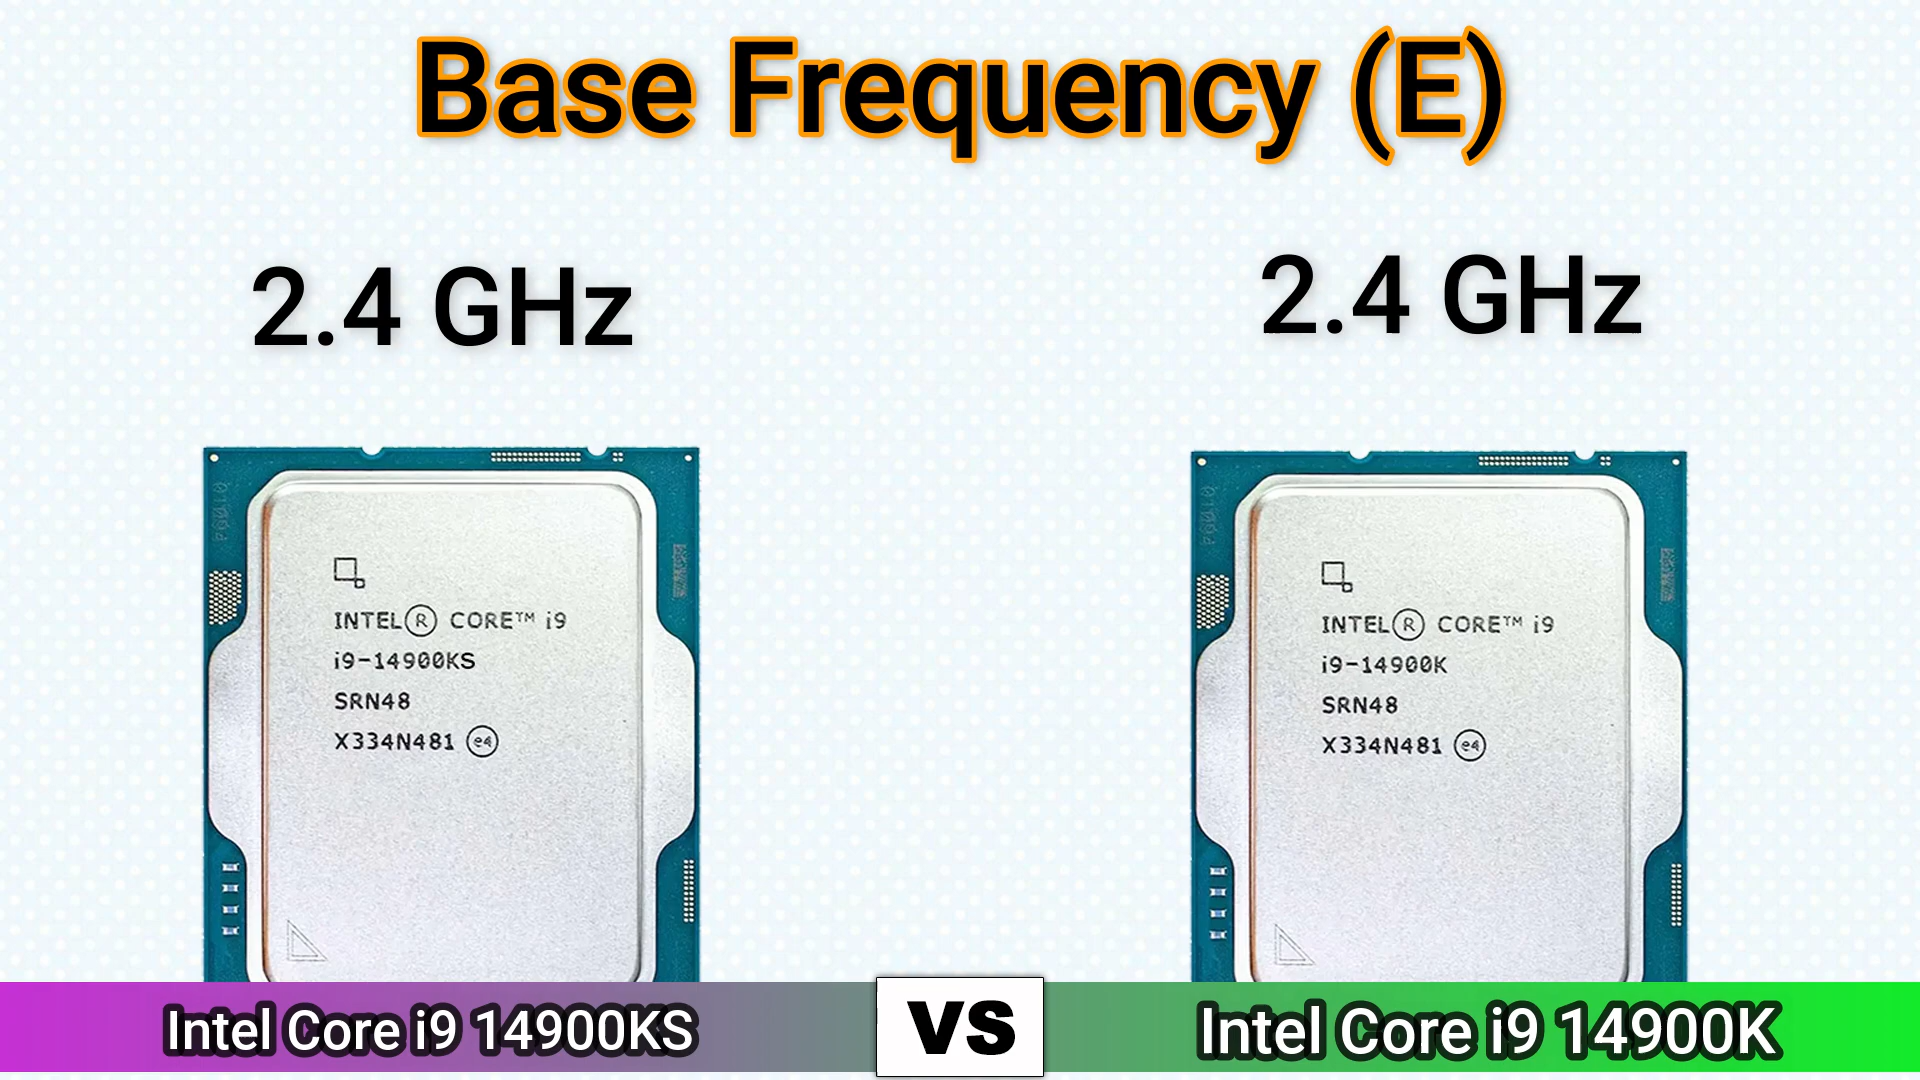 Base Frequency (E)
2.4 GHz
2.4 GHz
INTEL® CORE™ i9
i9-14900KS
SRN48
X334N481 e4
INTEL® CORE™ i9
i9-14900K
SRN48
X334N481 e4
Intel Core i9 14900KS
VS
Intel Core i9 14900K